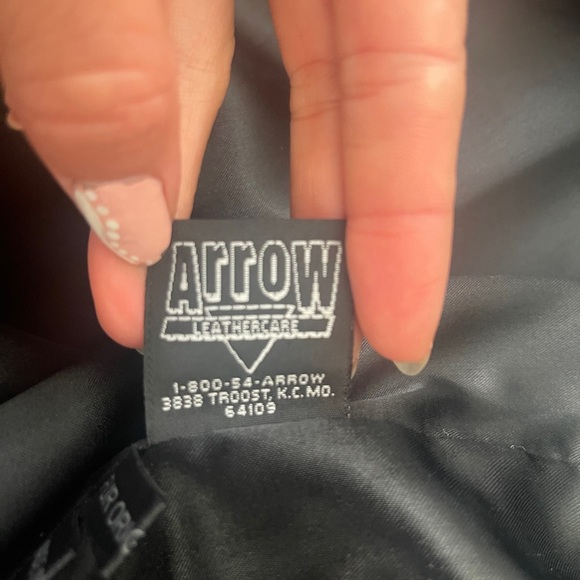 Arrow
LEATHERCARE
1-800-54-ARROW
3838 TROOST, K.C.MO.
64109